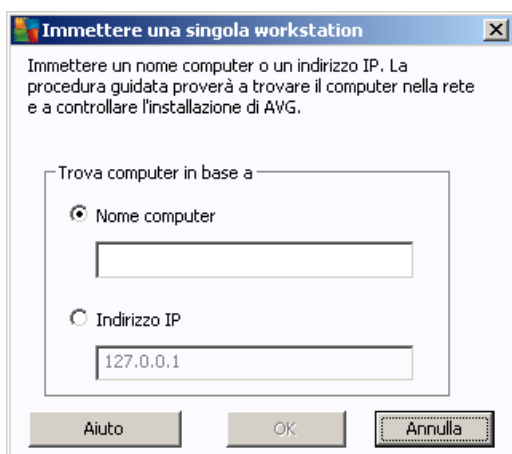 Immettere una singola workstation
Immettere un nome computer o un indirizzo IP. La
procedura guidata proverà a trovare il computer nella rete
e a controllare l'installazione di AVG.
Trova computer in base a
Nome computer
Indirizzo IP
127.0.0.1
Aiuto OK Annulla